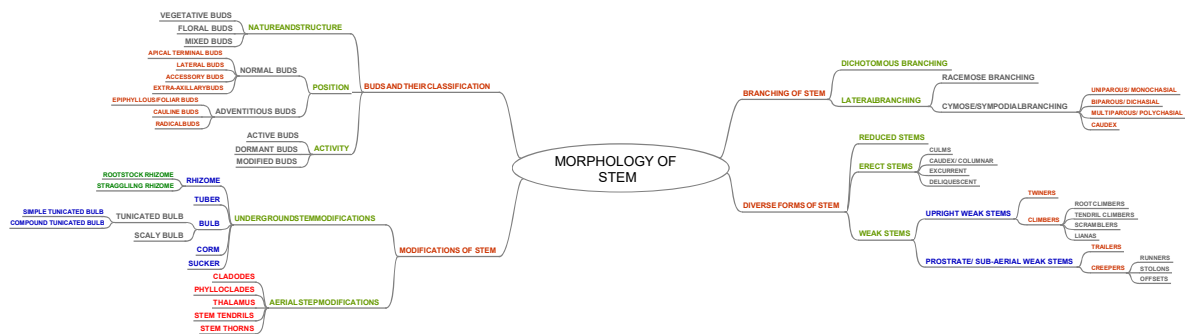 VEGETATIVE BUDS
FLORAL BUDS
MIXED BUDS
NATUREANDSTRUCTURE
APICAL TERMINAL BUDS
LATERAL BUDS
ACCESSORY BUDS
EXTRA-AXILLARYBUDS
NORMAL BUDS
EPIPHYLLOUS/FOLIAR BUDS
CAULINE BUDS
RADICALBUDS
ADVENTITIOUS BUDS
POSITION
ACTIVE BUDS
DORMANT BUDS
MODIFIED BUDS
ACTIVITY
BUDS AND THEIR CLASSIFICATION
ROOTSTOCK RHIZOME
STRAGGLILNG RHIZOME
RHIZOME
TUBER
SIMPLE TUNICATED BULB
COMPOUND TUNICATED BULB
TUNICATED BULB
SCALY BULB
BULB
CORM
SUCKER
UNDERGROUNDSTEMMODIFICATIONS
CLADODES
PHYLLOCLADES
THALAMUS
STEM TENDRILS
STEM THORNS
AERIALSTEPMODIFICATIONS
MODIFICATIONS OF STEM
MORPHOLOGY OF
STEM
BRANCHING OF STEM
DICHOTOMOUS BRANCHING
LATERALBRANCHING
RACEMOSE BRANCHING
CYMOSE/SYMPODIALBRANCHING
UNIPAROUS/ MONOCHASIAL
BIPAROUS/ DICHASIAL
MULTIPAROUS/ POLYCHASIAL
CAUDEX
DIVERSE FORMS OF STEM
REDUCED STEMS
ERECT STEMS
CULMS
CAUDEX/ COLUMNAR
EXCURRENT
DELIQUESCENT
WEAK STEMS
UPRIGHT WEAK STEMS
TWINERS
CLIMBERS
ROOT CLIMBERS
TENDRIL CLIMBERS
SCRAMBLERS
LIANAS
PROSTRATE/ SUB-AERIAL WEAK STEMS
TRAILERS
CREEPERS
RUNNERS
STOLONS
OFFSETS